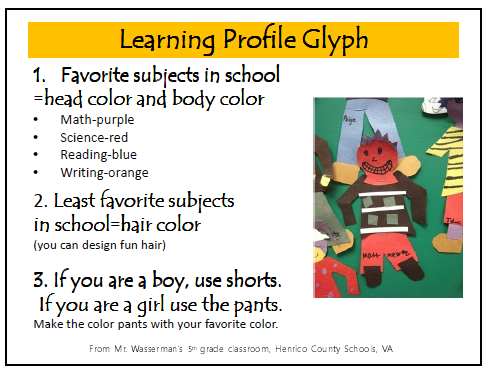 Learning Profile Glyph
1. Favorite subjects in school
=head color and body color
• Math-purple
• Science-red
• Reading-blue
• Writing-orange
2. Least favorite subjects
in school=hair color
(you can design fun hair)
3. If you are a boy, use shorts.
If you are a girl use the pants.
Make the color pants with your favorite color.
Paige
Matt
From Mr. Wasserman's 5th grade classroom, Henrico County Schools, VA